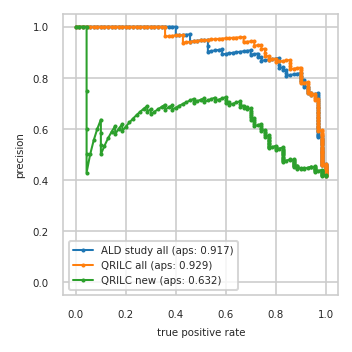 1.0
0.8
0.6
0.4
0.2
0.0
precision
ALD study all (aps: 0.917)
QRILC all (aps: 0.929)
QRILC new (aps: 0.632)
0.0 0.2 0.4 0.6 0.8 1.0
true positive rate